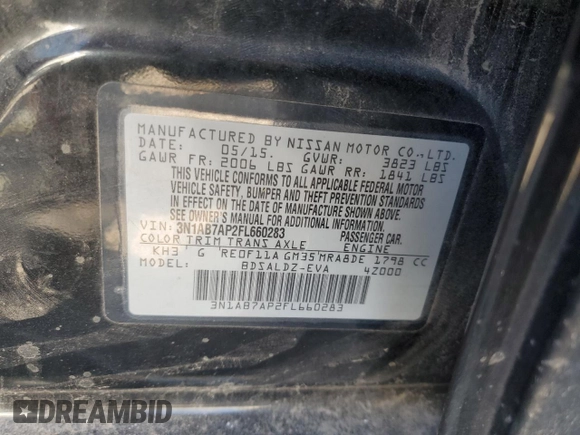 MANUFACTURED BY NISSAN MOTOR CO.,LTD.
DATE: 05/15. GVWR: 3823 LBS
GAWR FR: 2006 LBS GAWR RR: 1841 LBS
THIS VEHICLE CONFORMS TO ALL APPLICABLE FEDERAL MOTOR
VEHICLE SAFETY, BUMPER AND THEFT PREVENTION STANDARDS
IN EFFECT ON THE DATE OF MANUFACTURE SHOWN ABOVE.
SEE OWNER'S MANUAL FOR ADDITIONAL INFORMATION.
VIN: 3N1AB7AP2FL660283 PASSENGER CAR.
COLOR TRIM TRANS AXLE ENGINE
KH3 G RE0F11A GM35 MRA8DE 1798 CC
MODEL: BDSALDZ-EVA 4Z000
3N1AB7AP2FL660283
DREAMBID